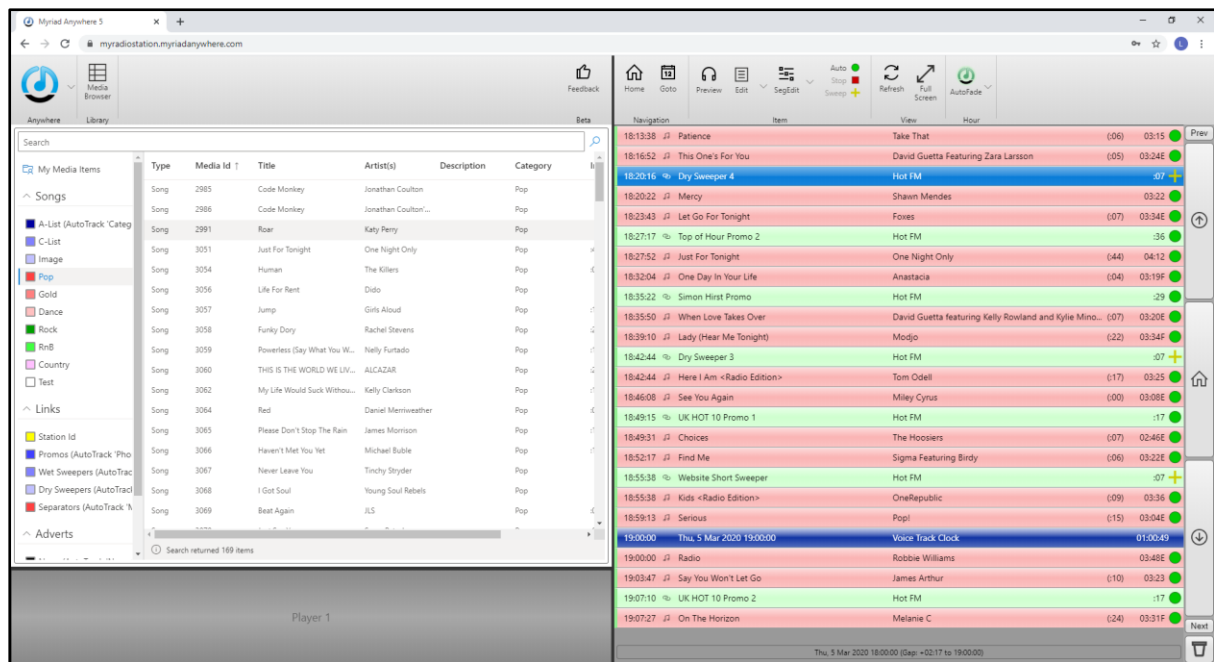 Myriad Anywhere 5
myradiostation.myriadanywhere.com
L
Media
Browser
Feedback
Anywhere Library Beta
Search
My Media Items
Songs
A-List (AutoTrack 'Categ
C-List
Image
Pop
Gold
Dance
Rock
RnB
Country
Test
Links
Station Id
Promos (AutoTrack 'Pho
Wet Sweepers (AutoTrac
Dry Sweepers (AutoTrack
Separators (AutoTrack 'N
Adverts
Type Media Id ↑ Title Artist(s) Description Category
Song 2985 Code Monkey Jonathan Coulton Pop
Song 2986 Code Monkey Jonathan Coulton'... Pop
Song 2991 Roar Katy Perry Pop
Song 3051 Just For Tonight One Night Only Pop
Song 3054 Human The Killers Pop
Song 3056 Life For Rent Dido Pop
Song 3057 Jump Girls Aloud Pop
Song 3058 Funky Dory Rachel Stevens Pop
Song 3059 Powerless (Say What You W... Nelly Furtado Pop
Song 3060 THIS IS THE WORLD WE LIV... ALCAZAR Pop
Song 3062 My Life Would Suck Withou... Kelly Clarkson Pop
Song 3064 Red Daniel Merriweather Pop
Song 3065 Please Don't Stop The Rain James Morrison Pop
Song 3066 Haven't Met You Yet Michael Buble Pop
Song 3067 Never Leave You Tinchy Stryder Pop
Song 3068 I Got Soul Young Soul Rebels Pop
Song 3069 Beat Again JLS Pop
Search returned 169 items
Player 1
Home Goto Preview Edit SegEdit
Auto
Stop
Sweep
Refresh Full Screen AutoFade
12
Navigation Item View Hour
18:13:38 Patience Take That (:06) 03:15
18:16:52 This One's For You David Guetta Featuring Zara Larsson (:05) 03:24E
18:20:16 Dry Sweeper 4 Hot FM :07
18:20:22 Mercy Shawn Mendes 03:22
18:23:43 Let Go For Tonight Foxes (:07) 03:34E
18:27:17 Top of Hour Promo 2 Hot FM :36
18:27:52 Just For Tonight One Night Only (:44) 04:12
18:32:04 One Day In Your Life Anastacia (:04) 03:19F
18:35:22 Simon Hirst Promo Hot FM :29
18:35:50 When Love Takes Over David Guetta featuring Kelly Rowland and Kylie Mino... (:07) 03:20E
18:39:10 Lady (Hear Me Tonight) Modjo (:22) 03:34F
18:42:44 Dry Sweeper 3 Hot FM :07
18:42:44 Here I Am <Radio Edition> Tom Odell (:17) 03:25
18:46:08 See You Again Miley Cyrus (:00) 03:08E
18:49:15 UK HOT 10 Promo 1 Hot FM :17
18:49:31 Choices The Hoosiers (:07) 02:46E
18:52:17 Find Me Sigma Featuring Birdy (:06) 03:22E
18:55:38 Website Short Sweeper Hot FM :07
18:55:38 Kids <Radio Edition> OneRepublic (:09) 03:36
18:59:13 Serious Pop! (:15) 03:04E
19:00:00 Thu, 5 Mar 2020 19:00:00 Voice Track Clock 01:00:49
19:00:00 Radio Robbie Williams 03:48E
19:03:47 Say You Won't Let Go James Arthur (:10) 03:23
19:07:10 UK HOT 10 Promo 2 Hot FM :17
19:07:27 On The Horizon Melanie C (:24) 03:31F
Thu, 5 Mar 2020 18:00:00 (Gap: +02:17 to 19:00:00)
Prev
Next